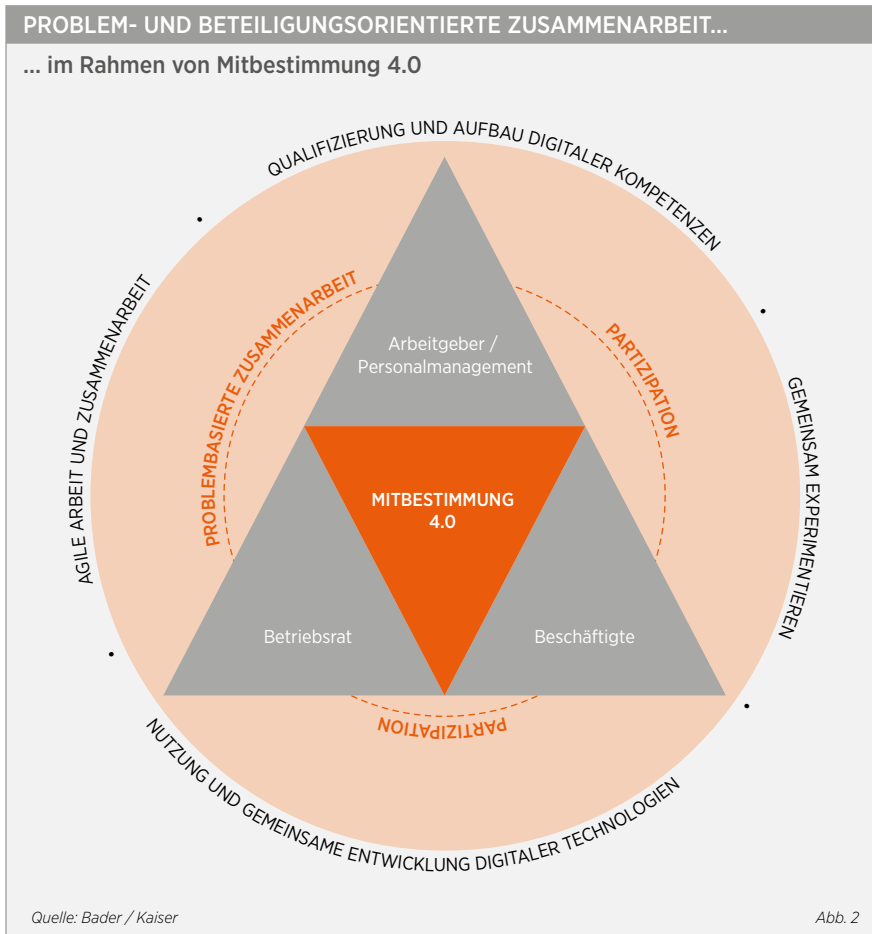 PROBLEM- UND BETEILIGUNGSORIENTIERTE ZUSAMMENARBEIT...
... im Rahmen von Mitbestimmung 4.0
QUALIFIZIERUNG UND AUFBAU DIGITALER KOMPETENZEN
•
•
AGILE ARBEIT UND ZUSAMMENARBEIT
PROBLEMBASIERTE ZUSAMMENARBEIT
PARTIZIPATION
GEMEINSAM EXPERIMENTIEREN
Arbeitgeber /
Personalmanagement
MITBESTIMMUNG
4.0
Betriebsrat
Beschäftigte
•
•
PARTIZIPATION
NUTZUNG UND GEMEINSAME ENTWICKLUNG DIGITALER TECHNOLOGIEN
Quelle: Bader / Kaiser
Abb. 2